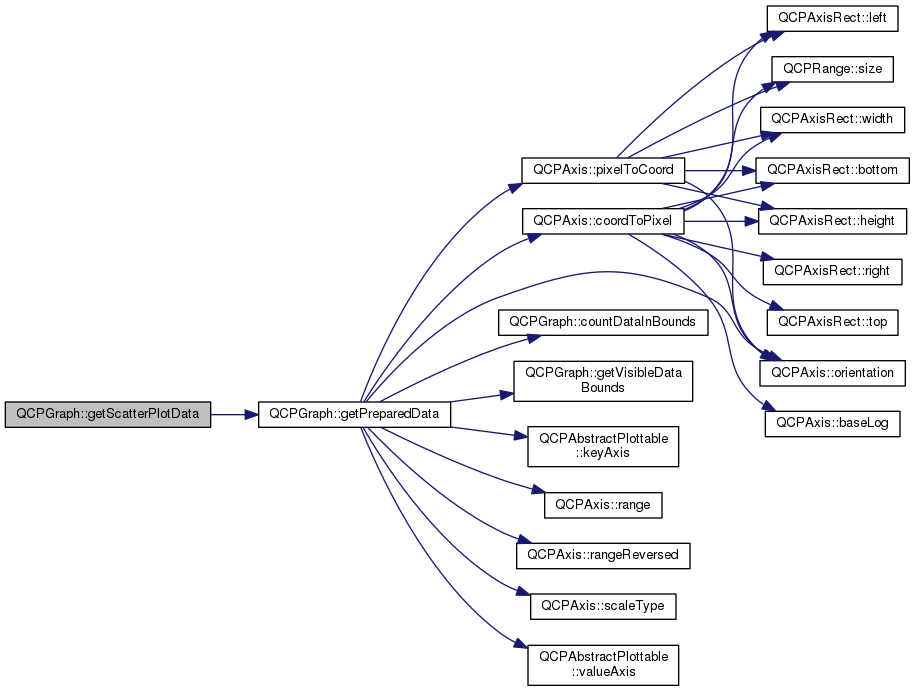 QCPGraph::getScatterPlotData
QCPGraph::getPreparedData
QCPAxis::pixelToCoord
QCPAxis::coordToPixel
QCPGraph::countDataInBounds
QCPGraph::getVisibleData
Bounds
QCPAbstractPlottable
::keyAxis
QCPAxis::range
QCPAxis::rangeReversed
QCPAxis::scaleType
QCPAbstractPlottable
::valueAxis
QCPAxisRect::left
QCPRange::size
QCPAxisRect::width
QCPAxisRect::bottom
QCPAxisRect::height
QCPAxisRect::right
QCPAxisRect::top
QCPAxis::orientation
QCPAxis::baseLog